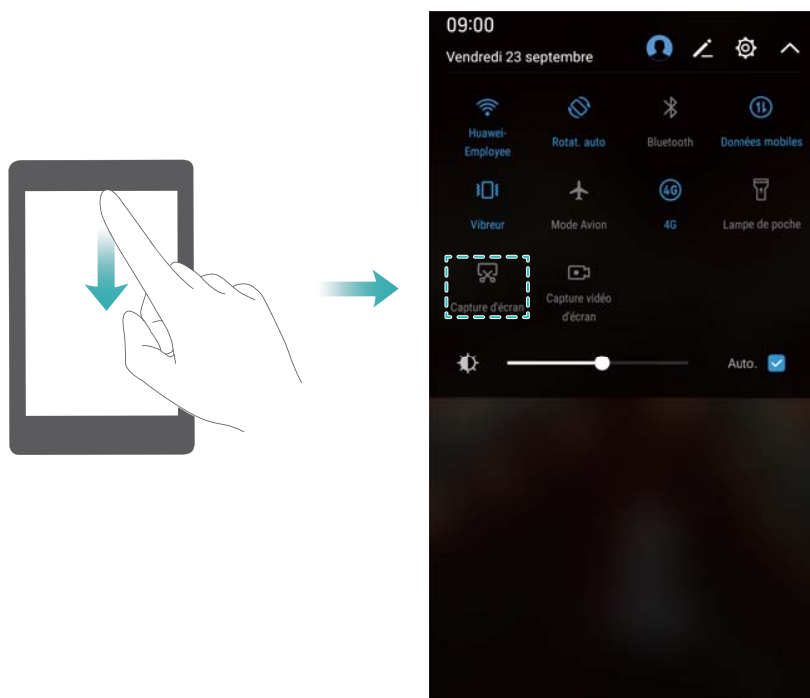 09:00
Vendredi 23 septembre
Huawei-
Employee
Rotat. auto
Bluetooth
Données mobiles
Vibreur
Mode Avion
4G
4G
Lampe de poche
Capture d'écran
Capture vidéo
d'écran
Auto.